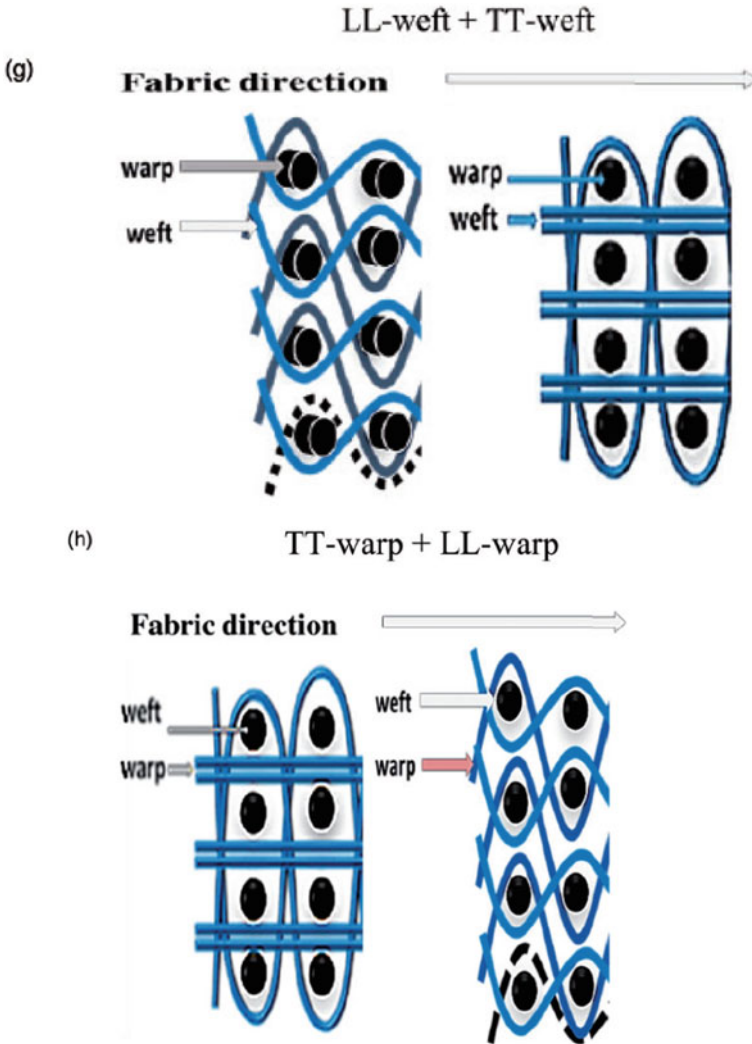 LL-weft + TT-weft
(g)
Fabric direction
warp
weft
warp
weft
(h)
TT-warp + LL-warp
Fabric direction
weft
warp
weft
warp